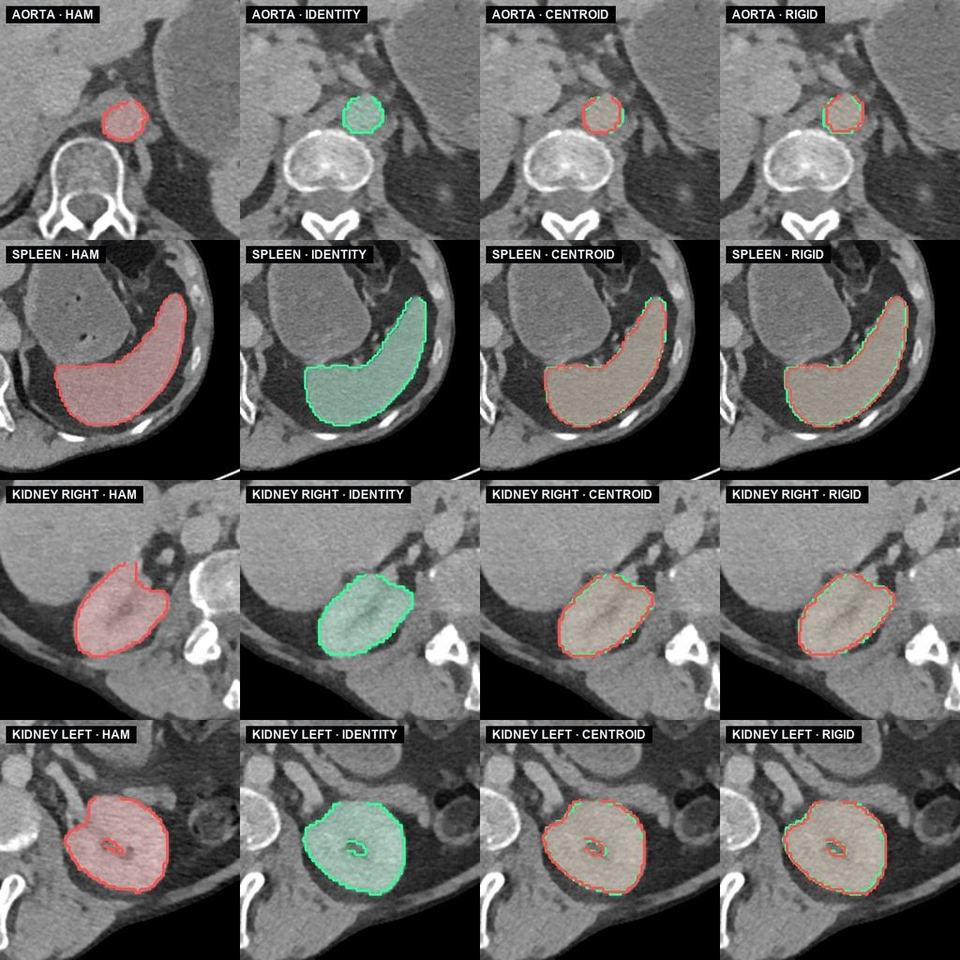 AORTA · HAM
AORTA · IDENTITY
AORTA · CENTROID
AORTA · RIGID
SPLEEN · HAM
SPLEEN · IDENTITY
SPLEEN · CENTROID
SPLEEN · RIGID
KIDNEY RIGHT · HAM
KIDNEY RIGHT · IDENTITY
KIDNEY RIGHT · CENTROID
KIDNEY RIGHT · RIGID
KIDNEY LEFT · HAM
KIDNEY LEFT · IDENTITY
KIDNEY LEFT · CENTROID
KIDNEY LEFT · RIGID